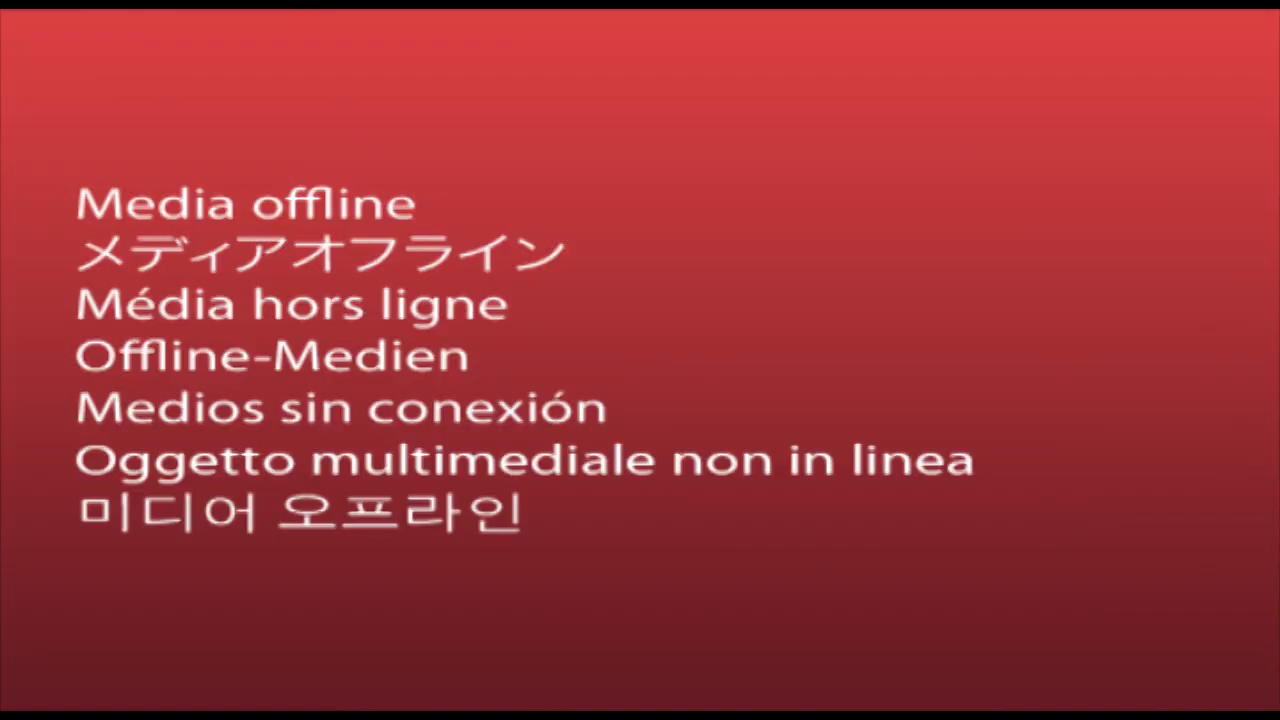 Media offline
メディアオフライン
Média hors ligne
Offline-Medien
Medios sin conexión
Oggetto multimediale non in linea
미디어 오프라인